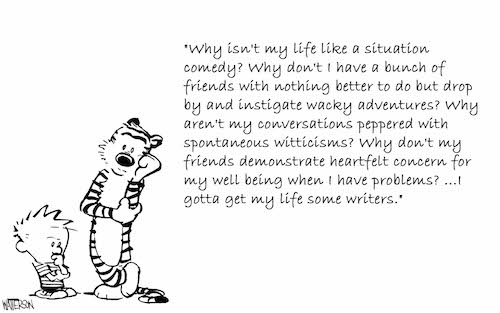 "Why isn't my life like a situation
comedy? Why don't I have a bunch of
friends with nothing better to do but drop
by and instigate wacky adventures? Why
aren't my conversations peppered with
spontaneous witticisms? Why don't my
friends demonstrate heartfelt concern for
my well being when I have problems? ...I
gotta get my life some writers."
WATTERSON